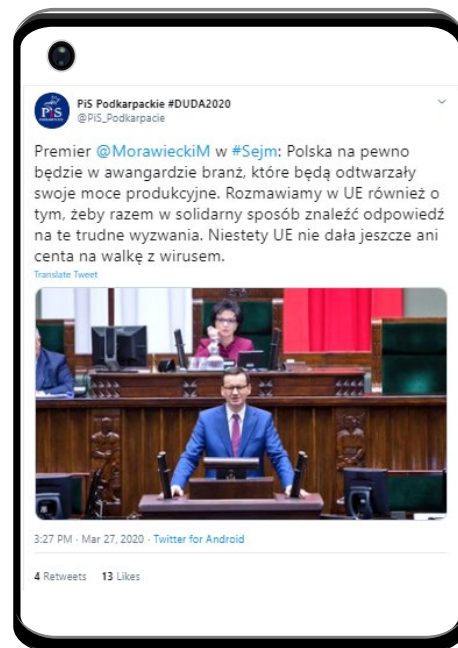 PiS
PiS Podkarpackie #DUDA2020
@PiS_Podkarpacie
Premier @MorawieckiM w #Sejm: Polska na pewno
będzie w awangardzie branż, które będą odtwarzały
swoje moce produkcyjne. Rozmawiamy w UE również o
tym, żeby razem w solidarny sposób znaleźć odpowiedź
na te trudne wyzwania. Niestety UE nie dała jeszcze ani
centa na walkę z wirusem.
Translate Tweet
3:27 PM · Mar 27, 2020 · Twitter for Android
4 Retweets 13 Likes